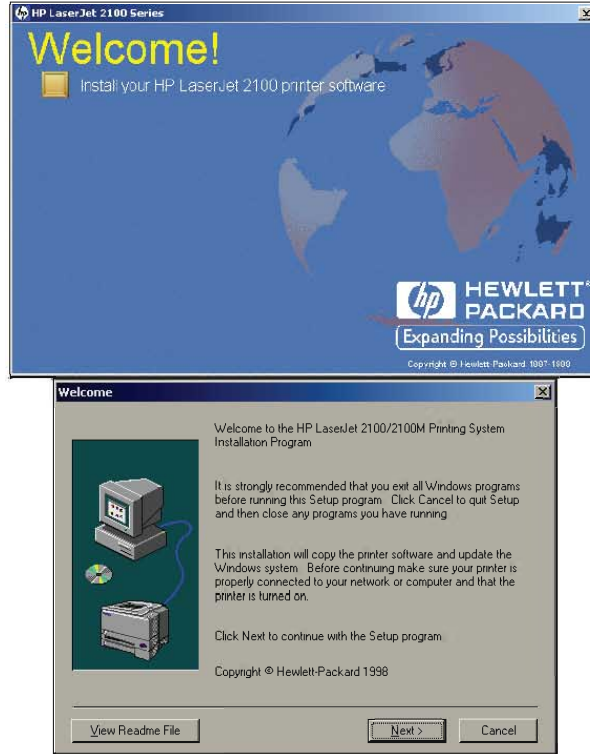 HP LaserJet 2100 Series
Welcome!
Install your HP LaserJet 2100 printer software
hp HEWLETT®
PACKARD
Expanding Possibilities
Copyright © Hewlett-Packard
Welcome
Welcome to the HP LaserJet 2100/2100M Printing System
Installation Program
It is strongly recommended that you exit all Windows programs
before running this Setup program. Click Cancel to quit Setup
and then close any programs you have running.
This installation will copy the printer software and update the
Windows system. Before continuing make sure your printer is
properly connected to your network or computer and that the
printer is turned on.
Click Next to continue with the Setup program.
Copyright © Hewlett-Packard 1998
View Readme File
Next >
Cancel